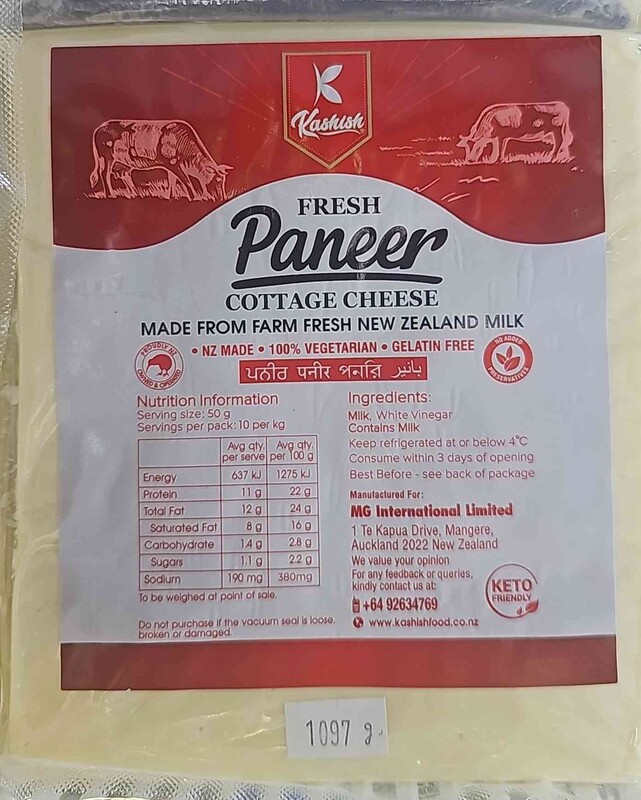 Kashish
FRESH
Paneer
COTTAGE CHEESE
MADE FROM FARM FRESH NEW ZEALAND MILK
PROUDLY NZ
OWNED & OPERATED
• NZ MADE • 100% VEGETARIAN • GELATIN FREE
NO ADDED
PRESERVATIVES
ਪਨੀਰ पनीर পনরি بانير
Nutrition Information
Serving size: 50 g
Servings per pack: 10 per kg
Avg qty. per serve Avg qty. per 100 g
Energy 637 kJ 1275 kJ
Protein 11 g 22 g
Total Fat 12 g 24 g
Saturated Fat 8 g 16 g
Carbohydrate 1.4 g 2.8 g
Sugars 1.1 g 2.2 g
Sodium 190 mg 380mg
To be weighed at point of sale.
Do not purchase if the vacuum seal is loose,
broken or damaged.
Ingredients:
Milk, White Vinegar
Contains Milk
Keep refrigerated at or below 4°C
Consume within 3 days of opening
Best Before - see back of package
Manufactured For:
MG International Limited
1 Te Kapua Drive, Mangere,
Auckland 2022 New Zealand
We value your opinion
For any feedback or queries,
kindly contact us at:
+64 92634769
www.kashishfood.co.nz
KETO
FRIENDLY
1097 g.